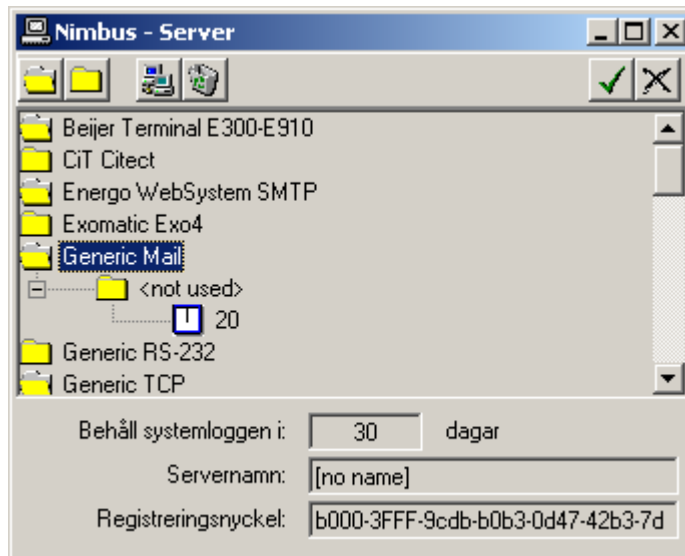 Nimbus - Server
Beijer Terminal E300-E910
CiT Citect
Energo WebSystem SMTP
Exomatic Exo4
Generic Mail
<not used>
20
Generic RS-232
Generic TCP
Behåll systemloggen i: 30 dagar
Servernamn: [no name]
Registreringsnyckel: b000-3FFF-9cdb-b0b3-0d47-42b3-7d